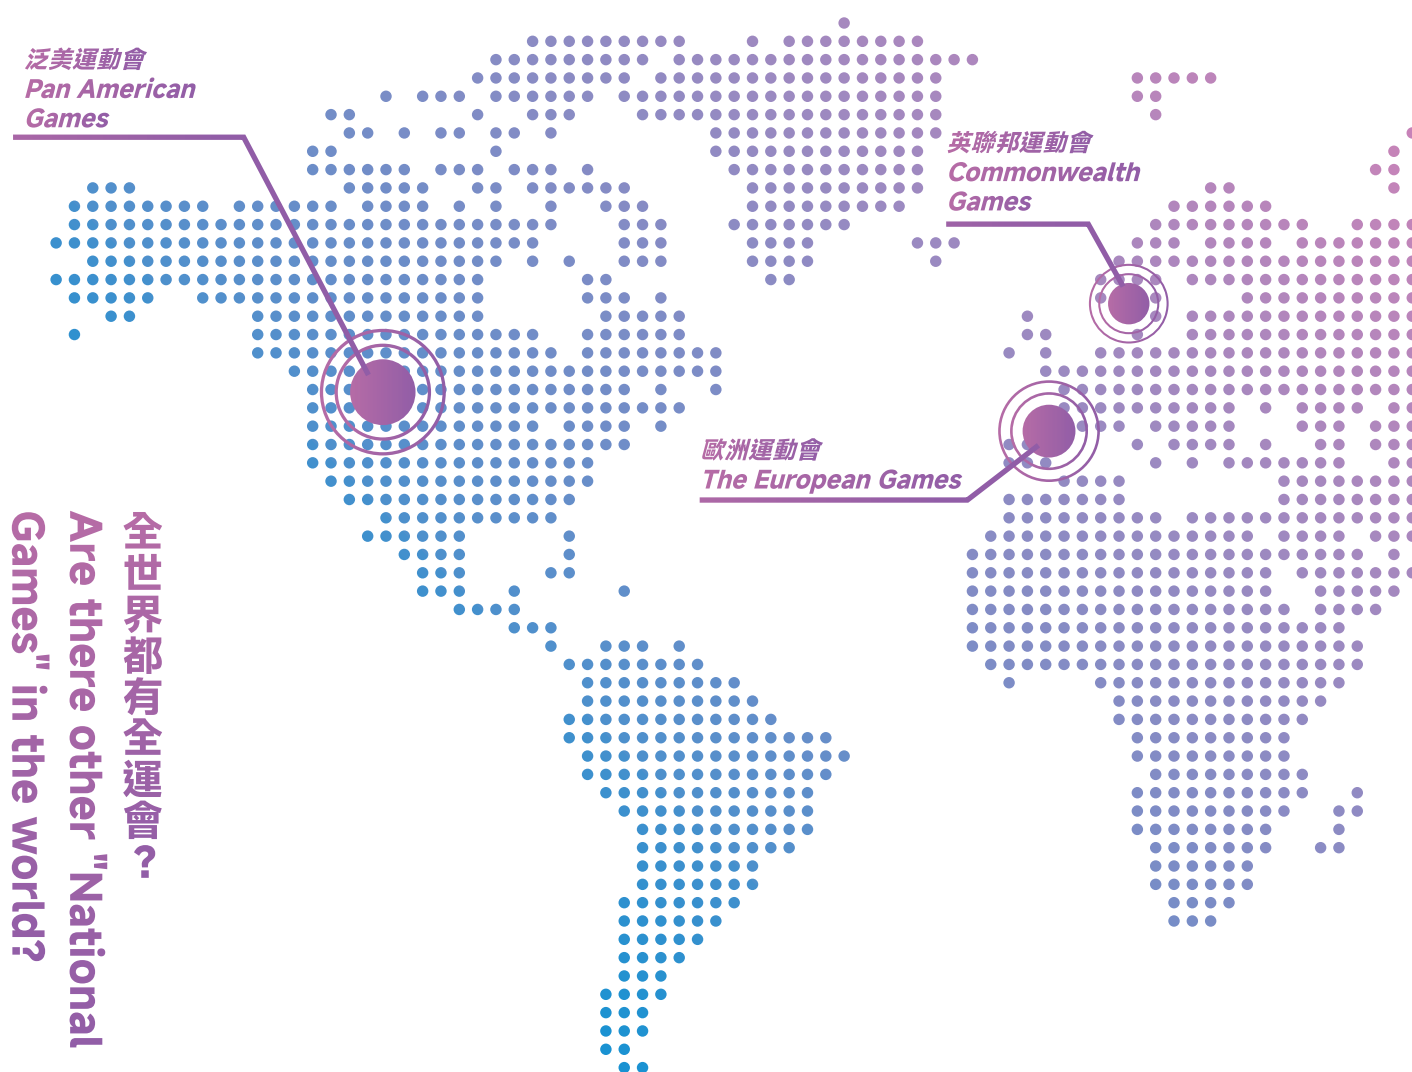 泛美運動會
Pan American
Games
英聯邦運動會
Commonwealth
Games
歐洲運動會
The European Games
全世界都有全運會？
Are there other "National
Games" in the world?